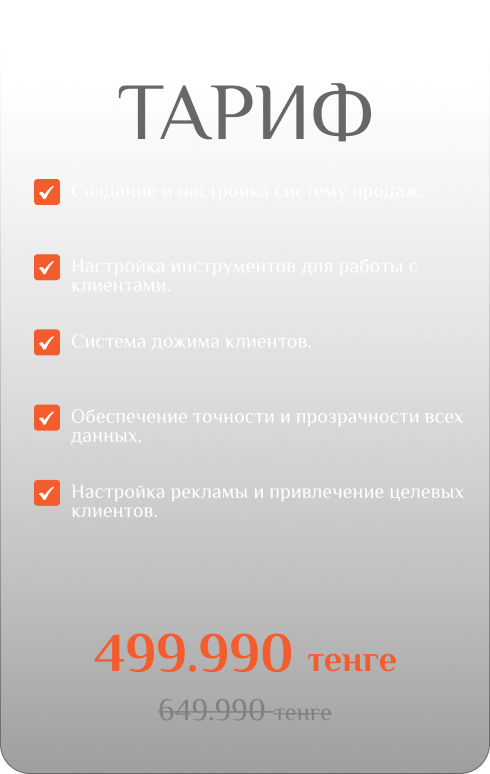 ТАРИФ
Создание и настройка систему продаж.
Настройка инструментов для работы с
клиентами.
Система дожима клиентов.
Обеспечение точности и прозрачности всех
данных.
Настройка рекламы и привлечение целевых
клиентов.
499.990 тенге
649.990 тенге